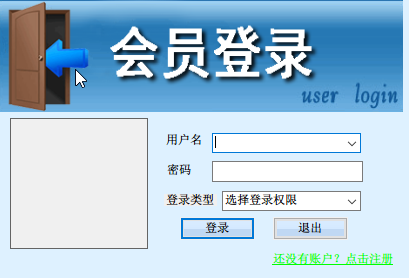 会员登录
user login
用户名
密码
登录类型 选择登录权限
登录 退出
还没有账户？点击注册